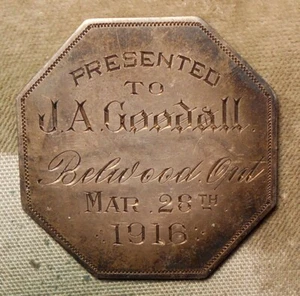 PRESENTED
TO
J.A. Goodall.
Belwood Ont
MAR. 28TH
1916